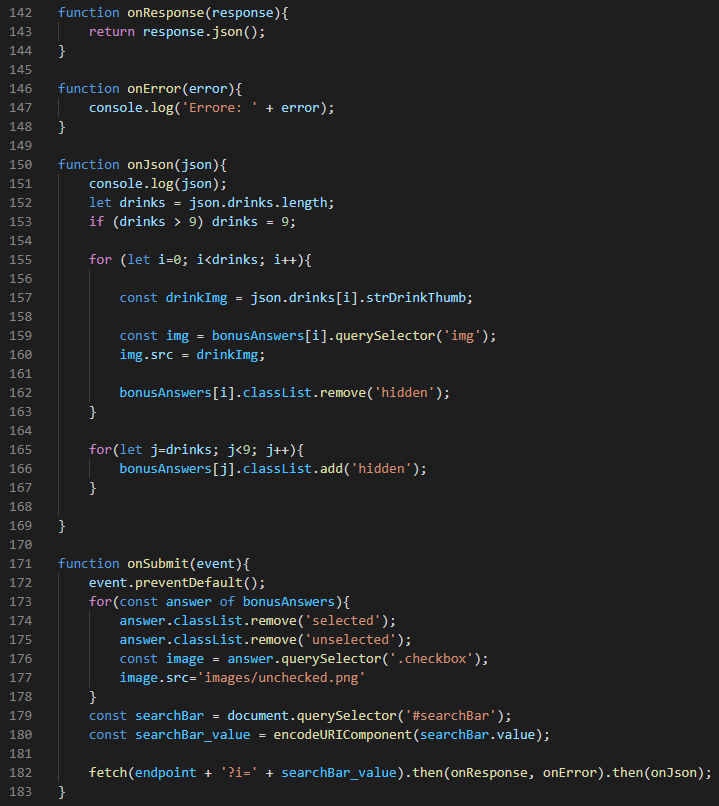 142 function onResponse(response){
143     return response.json();
144 }
145
146 function onError(error){
147     console.log('Errore: ' + error);
148 }
149
150 function onJson(json){
151     console.log(json);
152     let drinks = json.drinks.length;
153     if (drinks > 9) drinks = 9;
154
155     for (let i=0; i<drinks; i++){
156
157         const drinkImg = json.drinks[i].strDrinkThumb;
158
159         const img = bonusAnswers[i].querySelector('img');
160         img.src = drinkImg;
161
162         bonusAnswers[i].classList.remove('hidden');
163     }
164
165     for(let j=drinks; j<9; j++){
166         bonusAnswers[j].classList.add('hidden');
167     }
168
169 }
170
171 function onSubmit(event){
172     event.preventDefault();
173     for(const answer of bonusAnswers){
174         answer.classList.remove('selected');
175         answer.classList.remove('unselected');
176         const image = answer.querySelector('.checkbox');
177         image.src='images/unchecked.png'
178     }
179     const searchBar = document.querySelector('#searchBar');
180     const searchBar_value = encodeURIComponent(searchBar.value);
181
182     fetch(endpoint + '?i=' + searchBar_value).then(onResponse, onError).then(onJson);
183 }